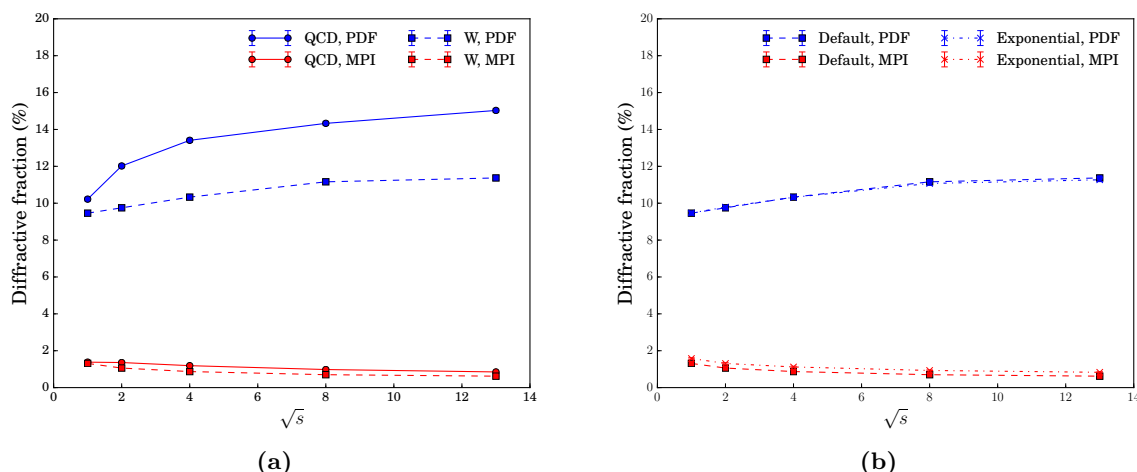 QCD, PDF
W, PDF
QCD, MPI
W, MPI
Diffractive fraction (%)
20
18
16
14
12
10
8
6
4
2
0
0 2 4 6 8 10 12 14
√s
(a)
Default, PDF
Exponential, PDF
Default, MPI
Exponential, MPI
Diffractive fraction (%)
20
18
16
14
12
10
8
6
4
2
0
0 2 4 6 8 10 12 14
√s
(b)